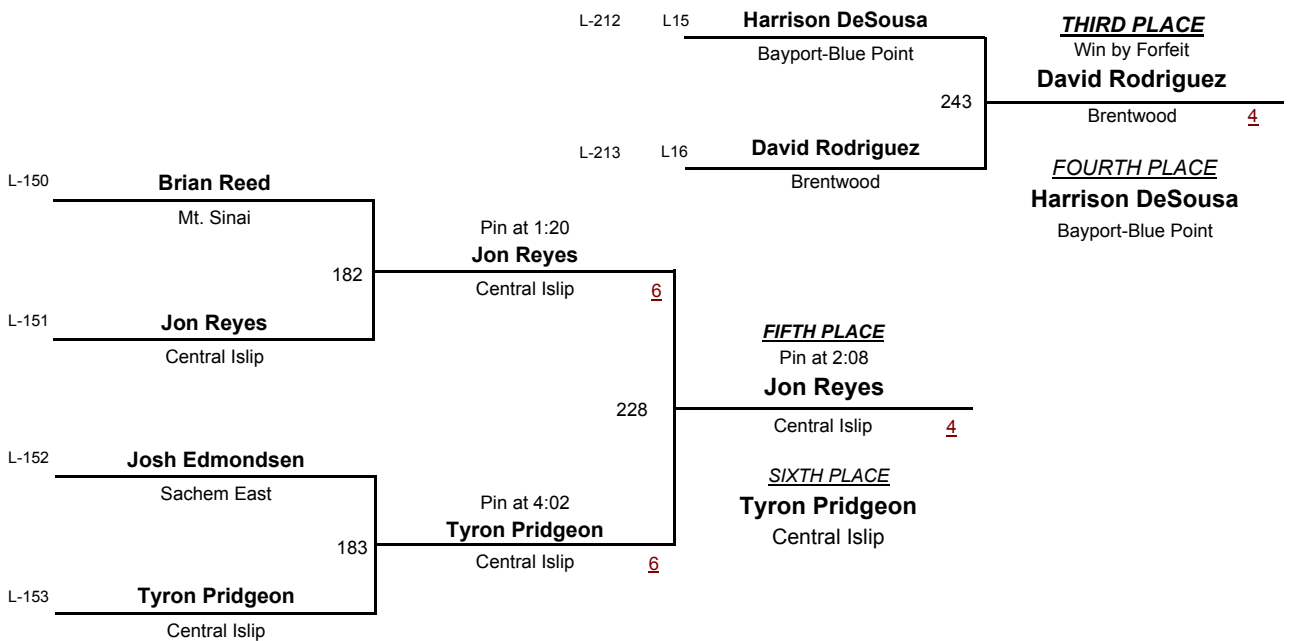 L-212 L15 Harrison DeSousa
Bayport-Blue Point
243
L-213 L16 David Rodriguez
Brentwood
THIRD PLACE
Win by Forfeit
David Rodriguez
Brentwood 4
FOURTH PLACE
Harrison DeSousa
Bayport-Blue Point
L-150 Brian Reed
Mt. Sinai
182
L-151 Jon Reyes
Central Islip
Pin at 1:20
Jon Reyes
Central Islip 6
228
L-152 Josh Edmondsen
Sachem East
183
L-153 Tyron Pridgeon
Central Islip
Pin at 4:02
Tyron Pridgeon
Central Islip 6
FIFTH PLACE
Pin at 2:08
Jon Reyes
Central Islip 4
SIXTH PLACE
Tyron Pridgeon
Central Islip